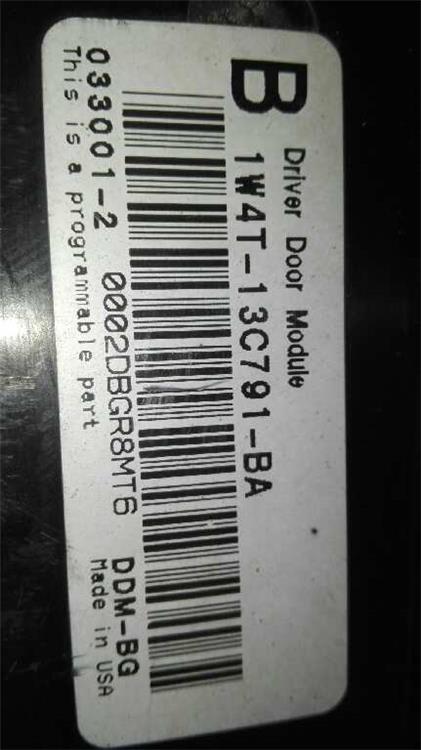 Driver Door Module
B 1W4T-13C791-BA
033001-2 0002DBGR8MT6 DDM-BG
This is a programmable part Made in USA